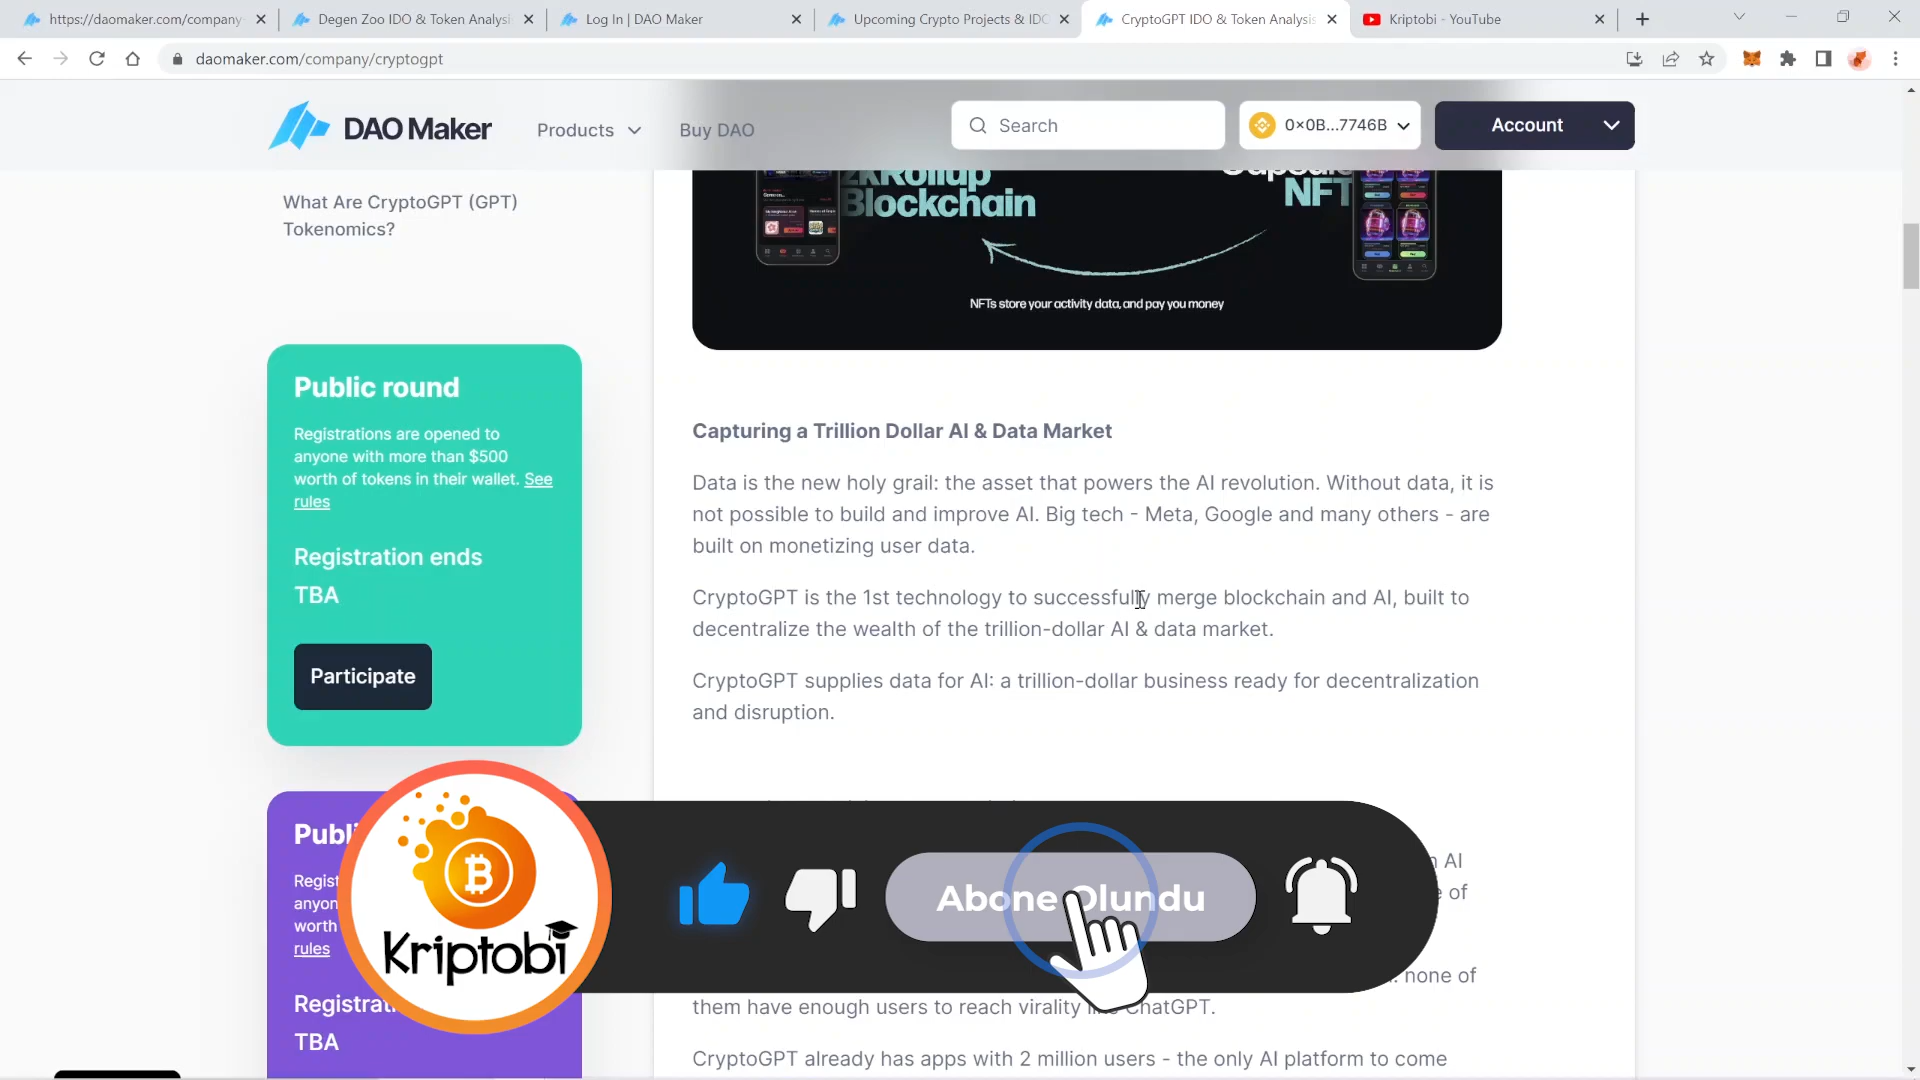 https://daomaker.com/company
Degen Zoo IDO & Token Analysi
Log In | DAO Maker
Upcoming Crypto Projects & IDO
CryptoGPT IDO & Token Analysis
Kriptobi - YouTube
daomaker.com/company/cryptogpt
DAO Maker
Products
Buy DAO
Search
0×0B...7746B
Account
What Are CryptoGPT (GPT)
Tokenomics?
zkRollup
Blockchain
Capsule
NFT
NFTs store your activity data, and pay you money
Public round
Registrations are opened to
anyone with more than $500
worth of tokens in their wallet. See
rules
Registration ends
TBA
Participate
Capturing a Trillion Dollar AI & Data Market
Data is the new holy grail: the asset that powers the AI revolution. Without data, it is
not possible to build and improve AI. Big tech - Meta, Google and many others - are
built on monetizing user data.
CryptoGPT is the 1st technology to successfully merge blockchain and AI, built to
decentralize the wealth of the trillion-dollar AI & data market.
CryptoGPT supplies data for AI: a trillion-dollar business ready for decentralization
and disruption.
Publi
Regist
anyon
worth
rules
Registrati
TBA
Kriptobi
Abone Olundu
AI
of
none of
them have enough users to reach virality like ChatGPT.
CryptoGPT already has apps with 2 million users - the only AI platform to come